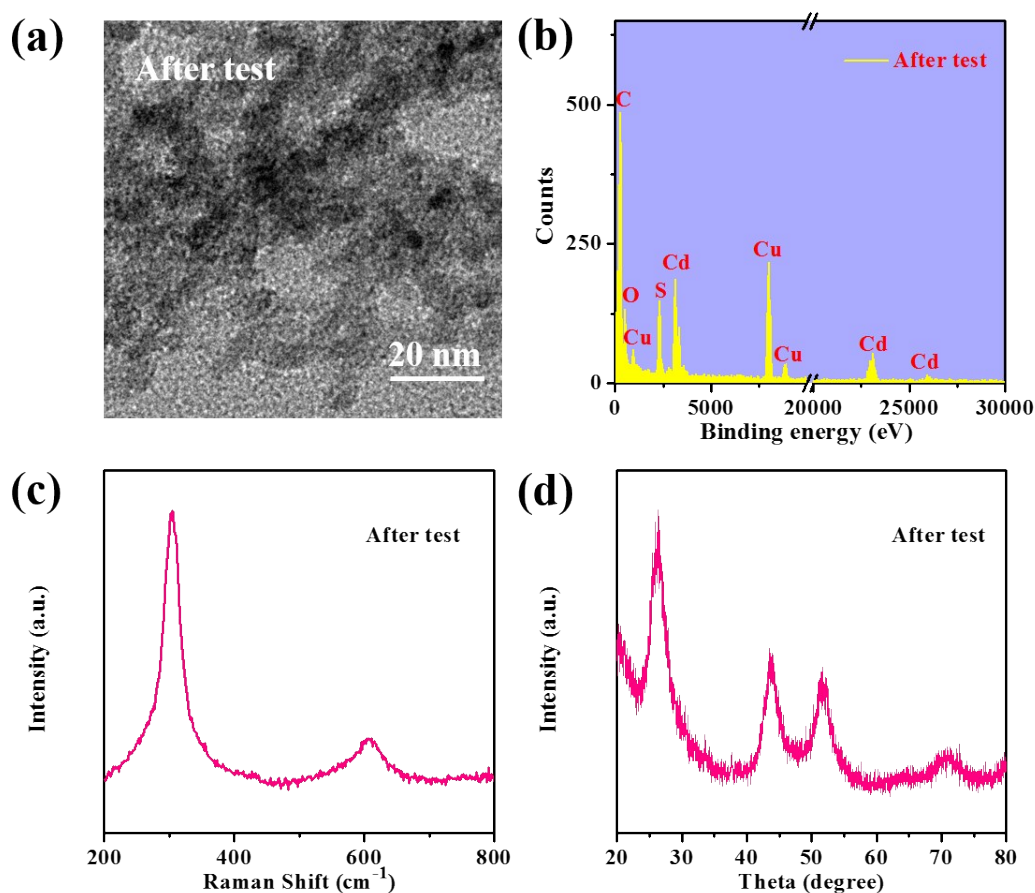 (a)
After test
20 nm
(b)
After test
C
O
Cu
S
Cd
Cu
Cu
Cd
Cd
500
250
0
Counts
0 5000 20000 25000 30000
Binding energy (eV)
(c)
After test
Intensity (a.u.)
200 400 600 800
Raman Shift (cm⁻¹)
(d)
After test
Intensity (a.u.)
20 30 40 50 60 70 80
Theta (degree)